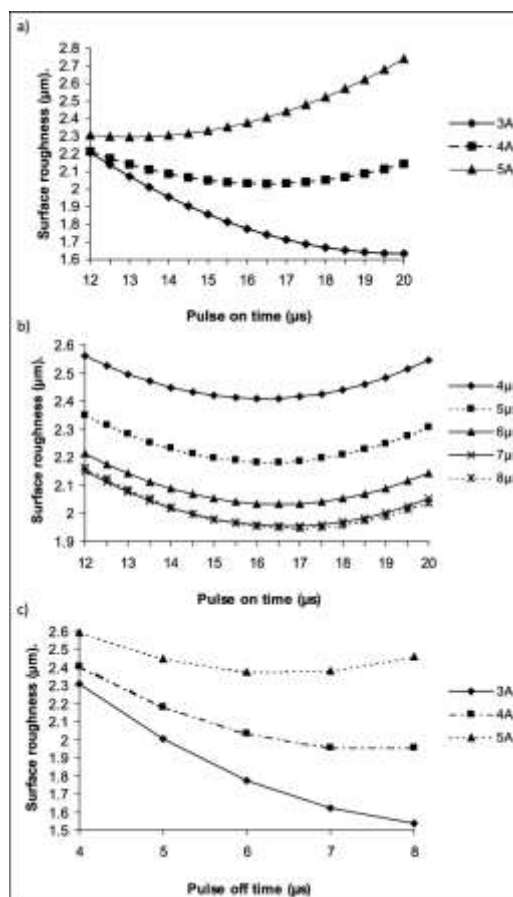 a)
Surface roughness (µm).
2.8
2.7
2.6
2.5
2.4
2.3
2.2
2.1
2
1.9
1.8
1.7
1.6
12 13 14 15 16 17 18 19 20
Pulse on time (µs)
3A
4A
5A
b)
Surface roughness (µm).
2.6
2.5
2.4
2.3
2.2
2.1
2
1.9
12 13 14 15 16 17 18 19 20
Pulse on time (µs)
4µ
5µ
6µ
7µ
8µ
c)
Surface roughness (µm).
2.6
2.5
2.4
2.3
2.2
2.1
2
1.9
1.8
1.7
1.6
1.5
4 5 6 7 8
Pulse off time (µs)
3A
4A
5A